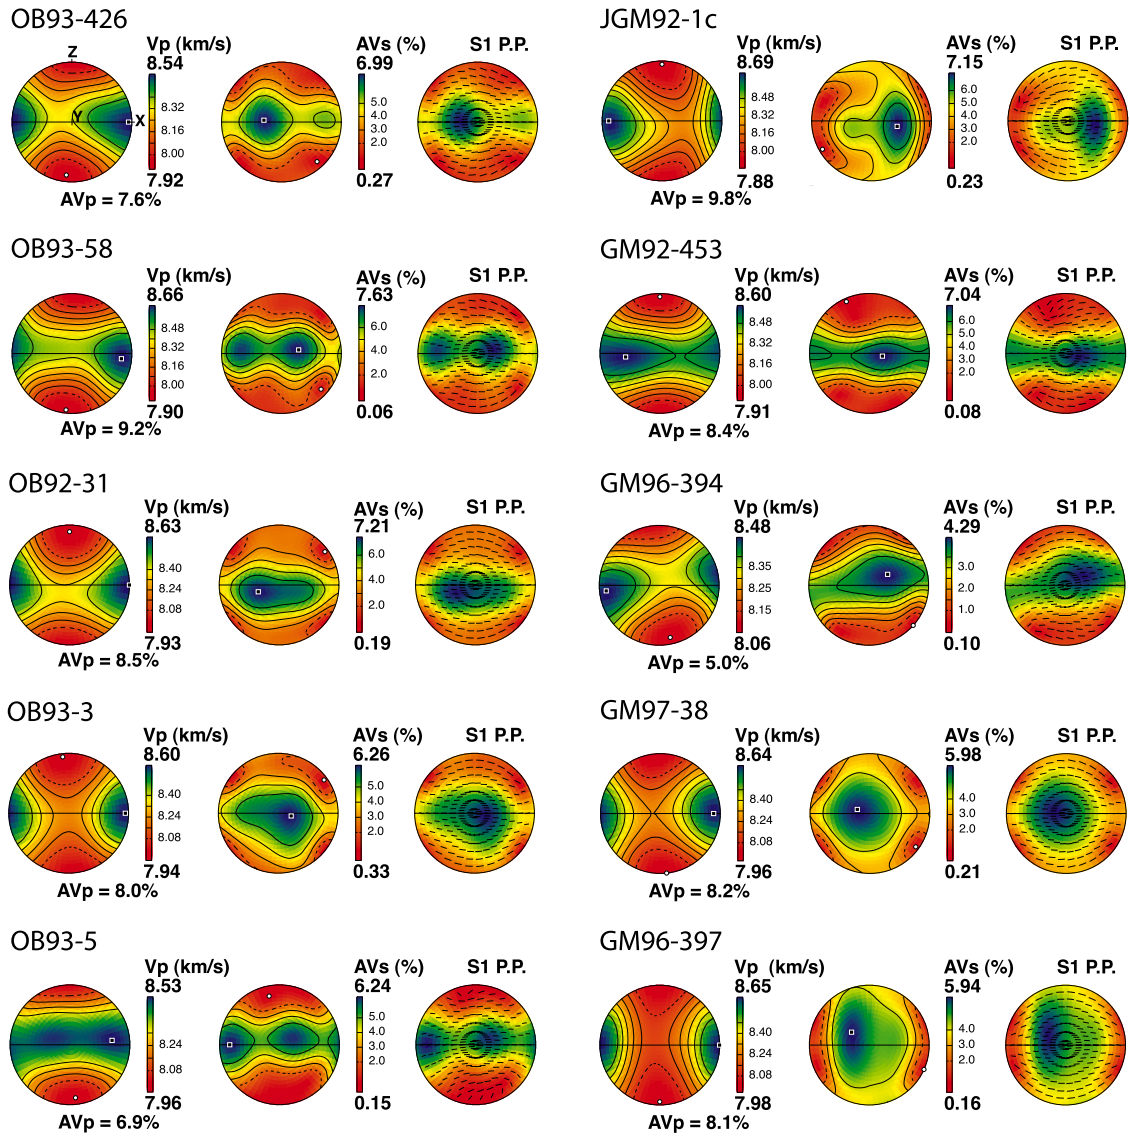 OB93-426
Vp (km/s)
8.54
8.32
8.16
8.00
7.92
Z
Y
X
AVp = 7.6%
AVs (%)
6.99
5.0
4.0
3.0
2.0
0.27
S1 P.P.
JGM92-1c
Vp (km/s)
8.69
8.48
8.32
8.16
8.00
7.88
AVp = 9.8%
AVs (%)
7.15
5.0
4.0
3.0
2.0
0.23
S1 P.P.
OB93-58
Vp (km/s)
8.66
8.48
8.32
8.16
8.00
7.90
AVp = 9.2%
AVs (%)
7.63
6.0
4.0
2.0
0.06
S1 P.P.
GM92-453
Vp (km/s)
8.60
8.48
8.32
8.16
8.00
7.91
AVp = 8.4%
AVs (%)
7.04
6.0
5.0
4.0
3.0
2.0
0.08
S1 P.P.
OB92-31
Vp (km/s)
8.63
8.40
8.24
8.08
7.93
AVp = 8.5%
AVs (%)
7.21
6.0
4.0
2.0
0.19
S1 P.P.
GM96-394
Vp (km/s)
8.48
8.35
8.25
8.15
8.06
AVp = 5.0%
AVs (%)
4.29
3.0
2.0
1.0
0.10
S1 P.P.
OB93-3
Vp (km/s)
8.60
8.40
8.24
8.08
7.94
AVp = 8.0%
AVs (%)
6.26
5.0
4.0
3.0
2.0
0.33
S1 P.P.
GM97-38
Vp (km/s)
8.64
8.40
8.24
8.08
7.96
AVp = 8.2%
AVs (%)
5.98
4.0
3.0
2.0
0.21
S1 P.P.
OB93-5
Vp (km/s)
8.53
8.24
8.08
7.96
AVp = 6.9%
AVs (%)
6.24
5.0
4.0
3.0
2.0
0.15
S1 P.P.
GM96-397
Vp (km/s)
8.65
8.40
8.24
8.08
7.98
AVp = 8.1%
AVs (%)
5.94
4.0
3.0
2.0
0.16
S1 P.P.